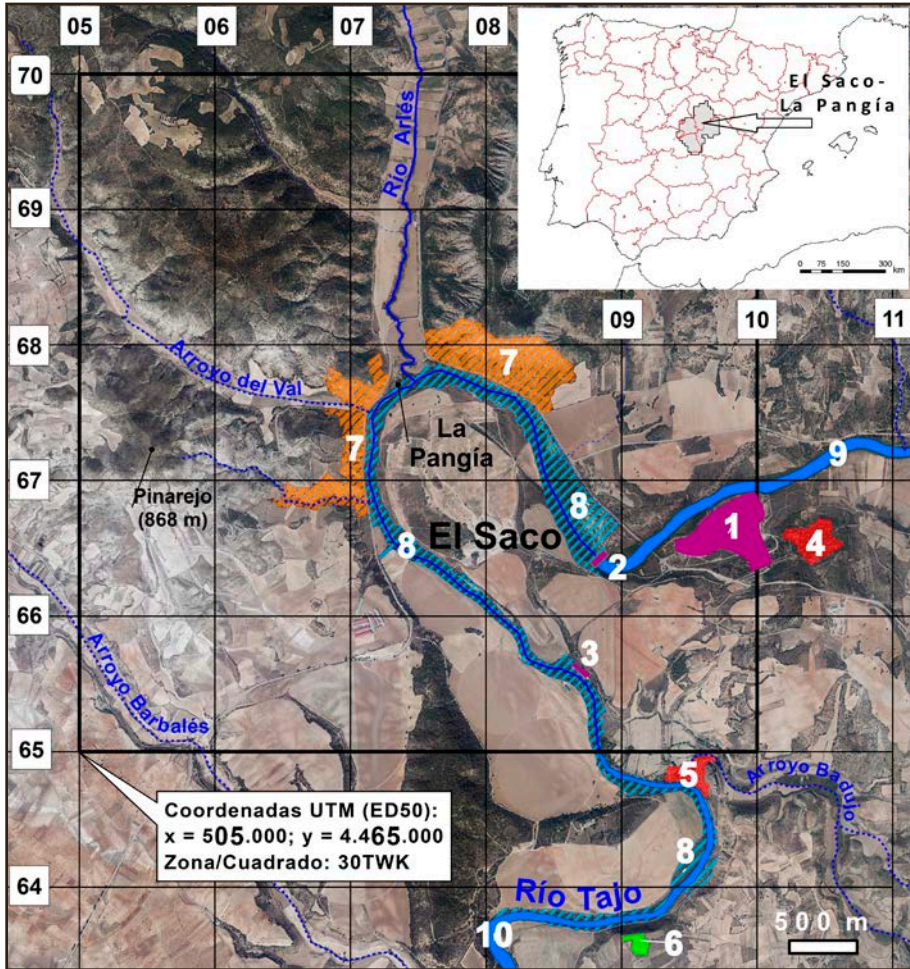 05
06
07
08
70
69
68
67
66
65
64
09
10
11
El Saco-
La Pangía
0 75 150 300
km
Río Arlés
Arroyo del Val
7
7
La
Pangía
Pinarejo
(868 m)
El Saco
8
8
9
1
2
4
3
Arroyo Barbalés
5
Arroyo Badujo
Coordenadas UTM (ED50):
x = 505.000; y = 4.465.000
Zona/Cuadrado: 30TWK
8
Río Tajo
10
6
500 m